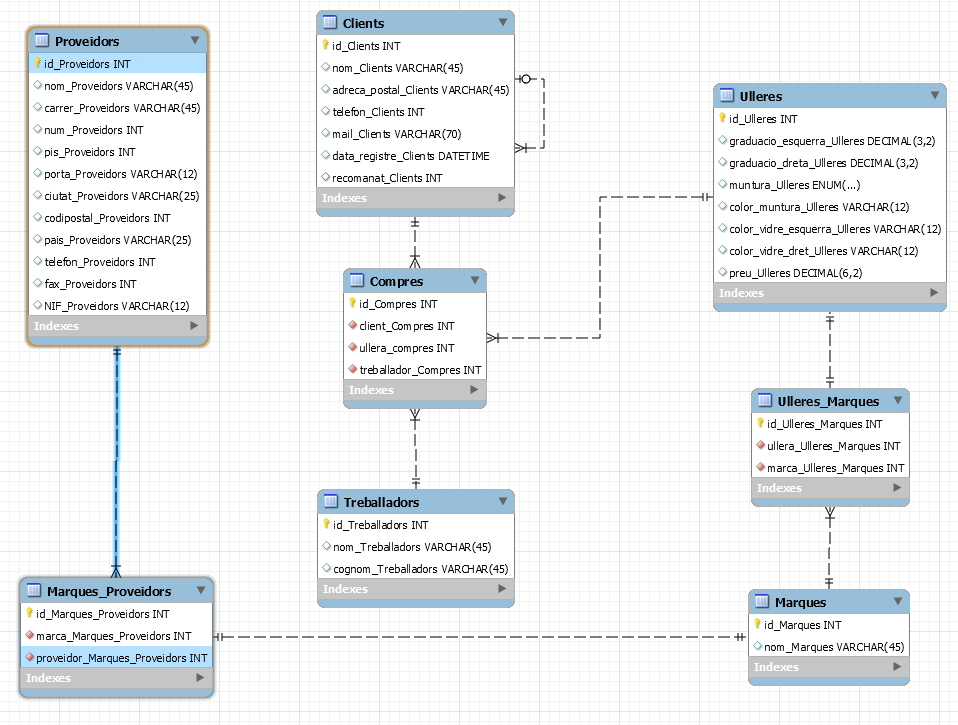 Proveidors
id_Proveidors INT
nom_Proveidors VARCHAR(45)
carrer_Proveidors VARCHAR(45)
num_Proveidors INT
pis_Proveidors INT
porta_Proveidors VARCHAR(12)
ciutat_Proveidors VARCHAR(25)
codipostal_Proveidors INT
pais_Proveidors VARCHAR(25)
telefon_Proveidors INT
fax_Proveidors INT
NIF_Proveidors VARCHAR(12)
Indexes
Clients
id_Clients INT
nom_Clients VARCHAR(45)
adreca_postal_Clients VARCHAR(45)
telefon_Clients INT
mail_Clients VARCHAR(70)
data_registre_Clients DATETIME
recomanat_Clients INT
Indexes
Ulleres
id_Ulleres INT
graduacio_esquerra_Ulleres DECIMAL(3,2)
graduacio_dreta_Ulleres DECIMAL(3,2)
muntura_Ulleres ENUM(...)
color_muntura_Ulleres VARCHAR(12)
color_vidre_esquerra_Ulleres VARCHAR(12)
color_vidre_dret_Ulleres VARCHAR(12)
preu_Ulleres DECIMAL(6,2)
Indexes
Compres
id_Compres INT
client_Compres INT
ullera_compres INT
treballador_Compres INT
Indexes
Ulleres_Marques
id_Ulleres_Marques INT
ullera_Ulleres_Marques INT
marca_Ulleres_Marques INT
Indexes
Treballadors
id_Treballadors INT
nom_Treballadors VARCHAR(45)
cognom_Treballadors VARCHAR(45)
Indexes
Marques_Proveidors
id_Marques_Proveidors INT
marca_Marques_Proveidors INT
proveidor_Marques_Proveidors INT
Indexes
Marques
id_Marques INT
nom_Marques VARCHAR(45)
Indexes